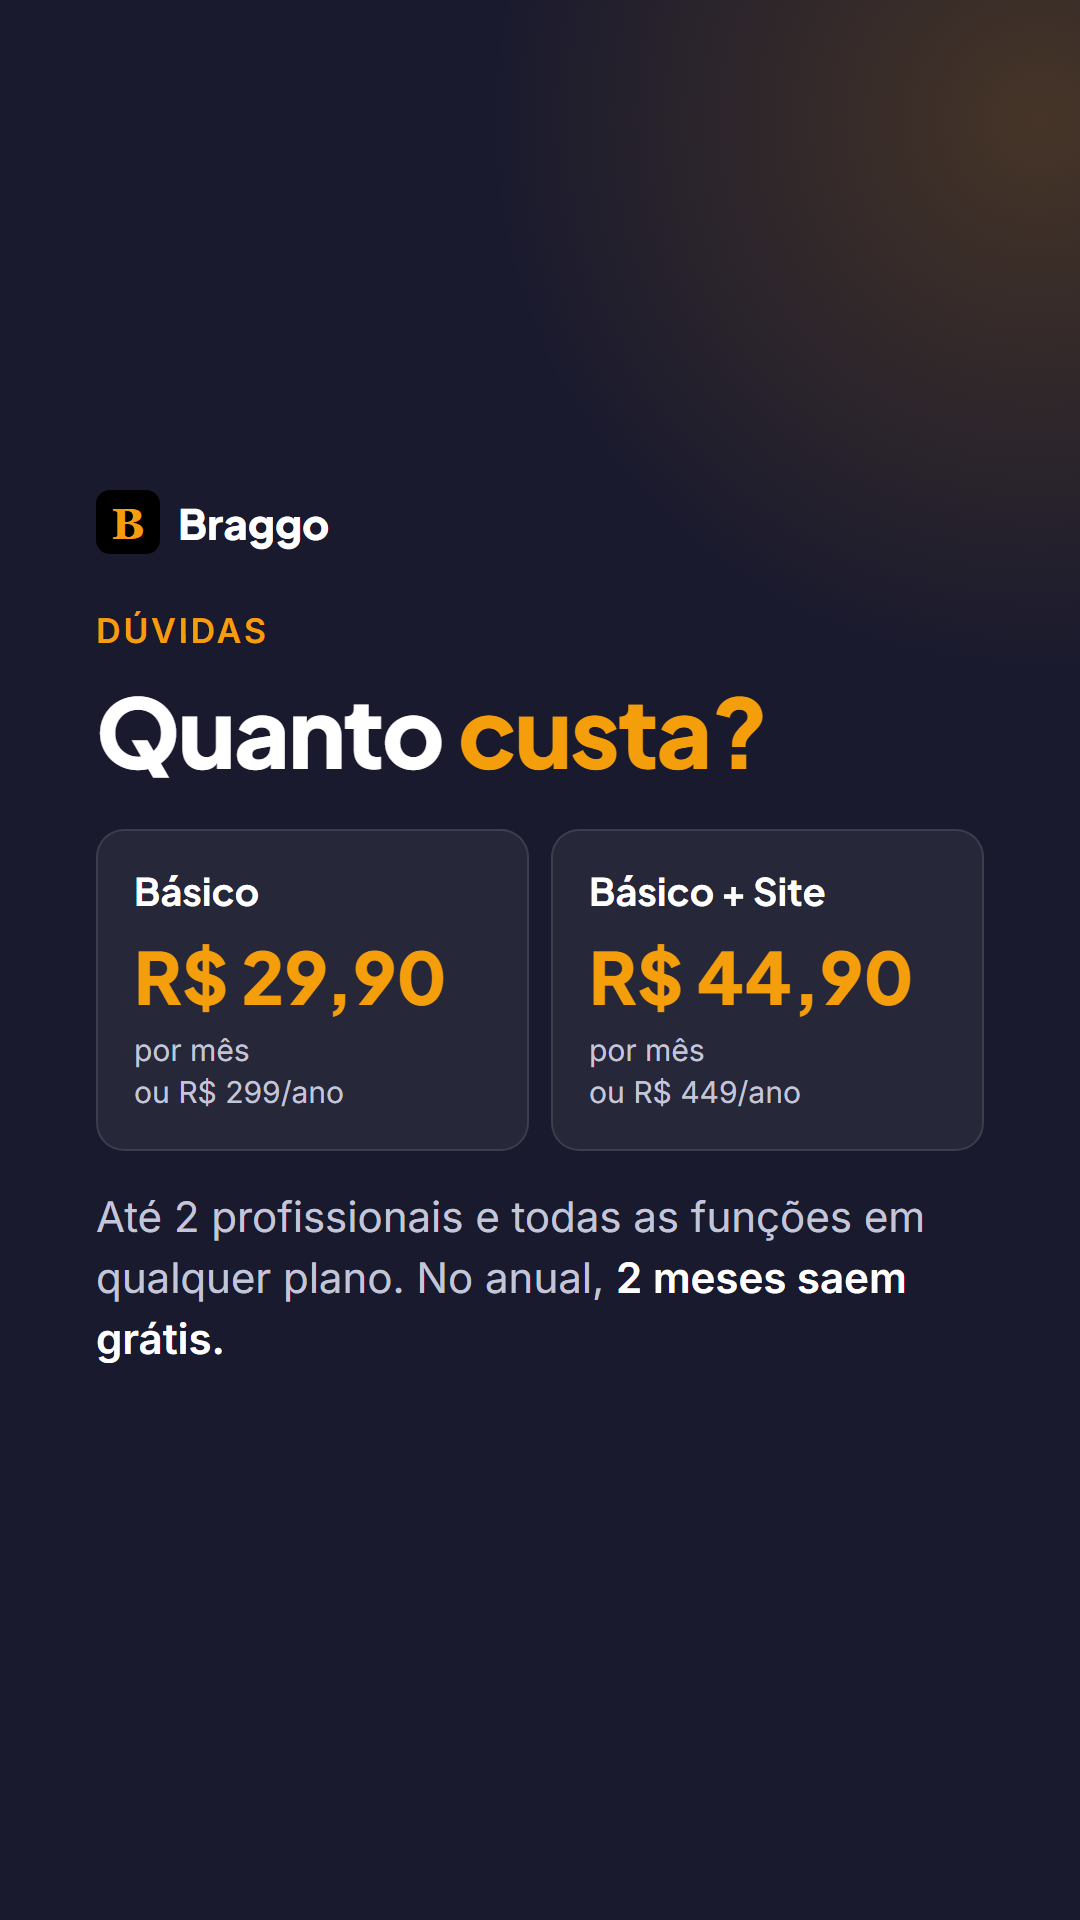 B Braggo
DÚVIDAS
Quanto custa?
Básico
R$ 29,90
por mês
ou R$ 299/ano
Básico + Site
R$ 44,90
por mês
ou R$ 449/ano
Até 2 profissionais e todas as funções em
qualquer plano. No anual, 2 meses saem
grátis.